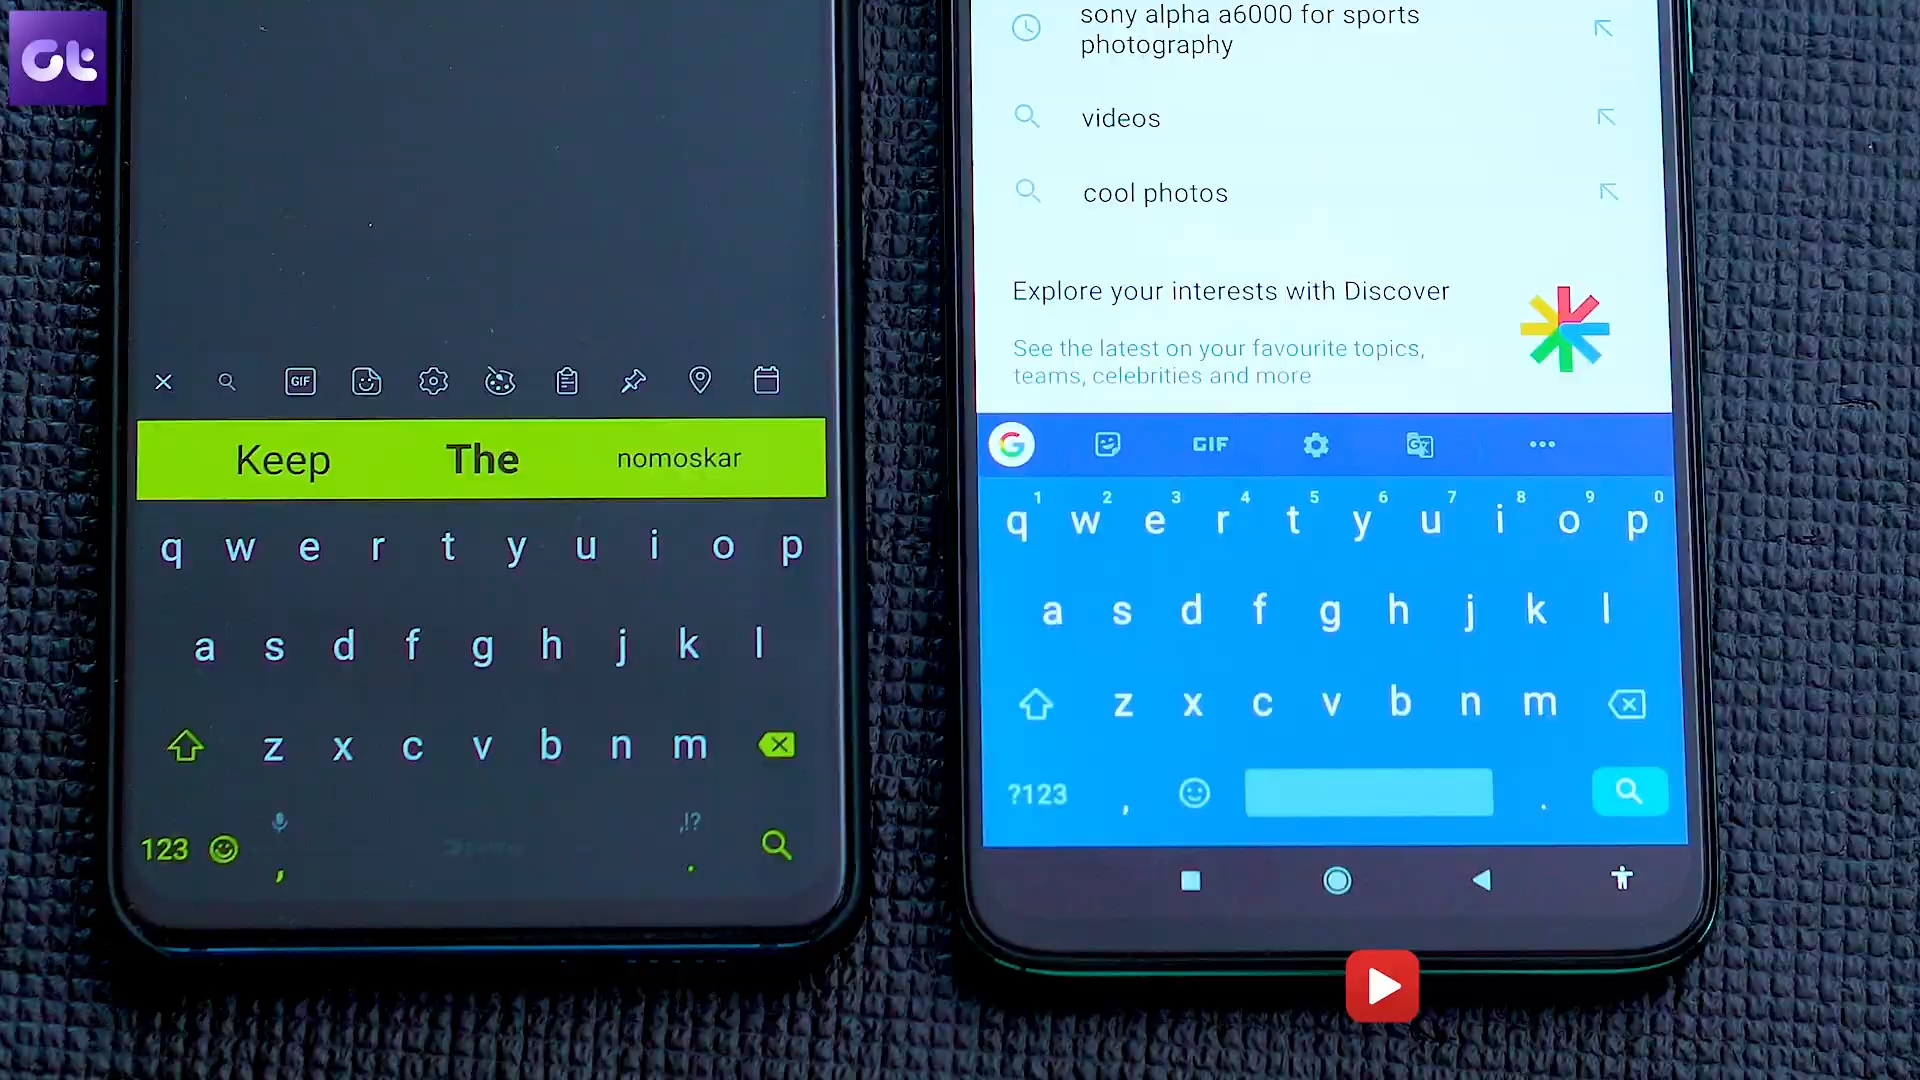 Gt
GIF
Keep The nomoskar
q w e r t y u i o p
a s d f g h j k l
z x c v b n m
,!?
123 , .
sony alpha a6000 for sports
photography
videos
cool photos
Explore your interests with Discover
See the latest on your favourite topics,
teams, celebrities and more
G GIF G
1 2 3 4 5 6 7 8 9 0
q w e r t y u i o p
a s d f g h j k l
z x c v b n m
?123 , .